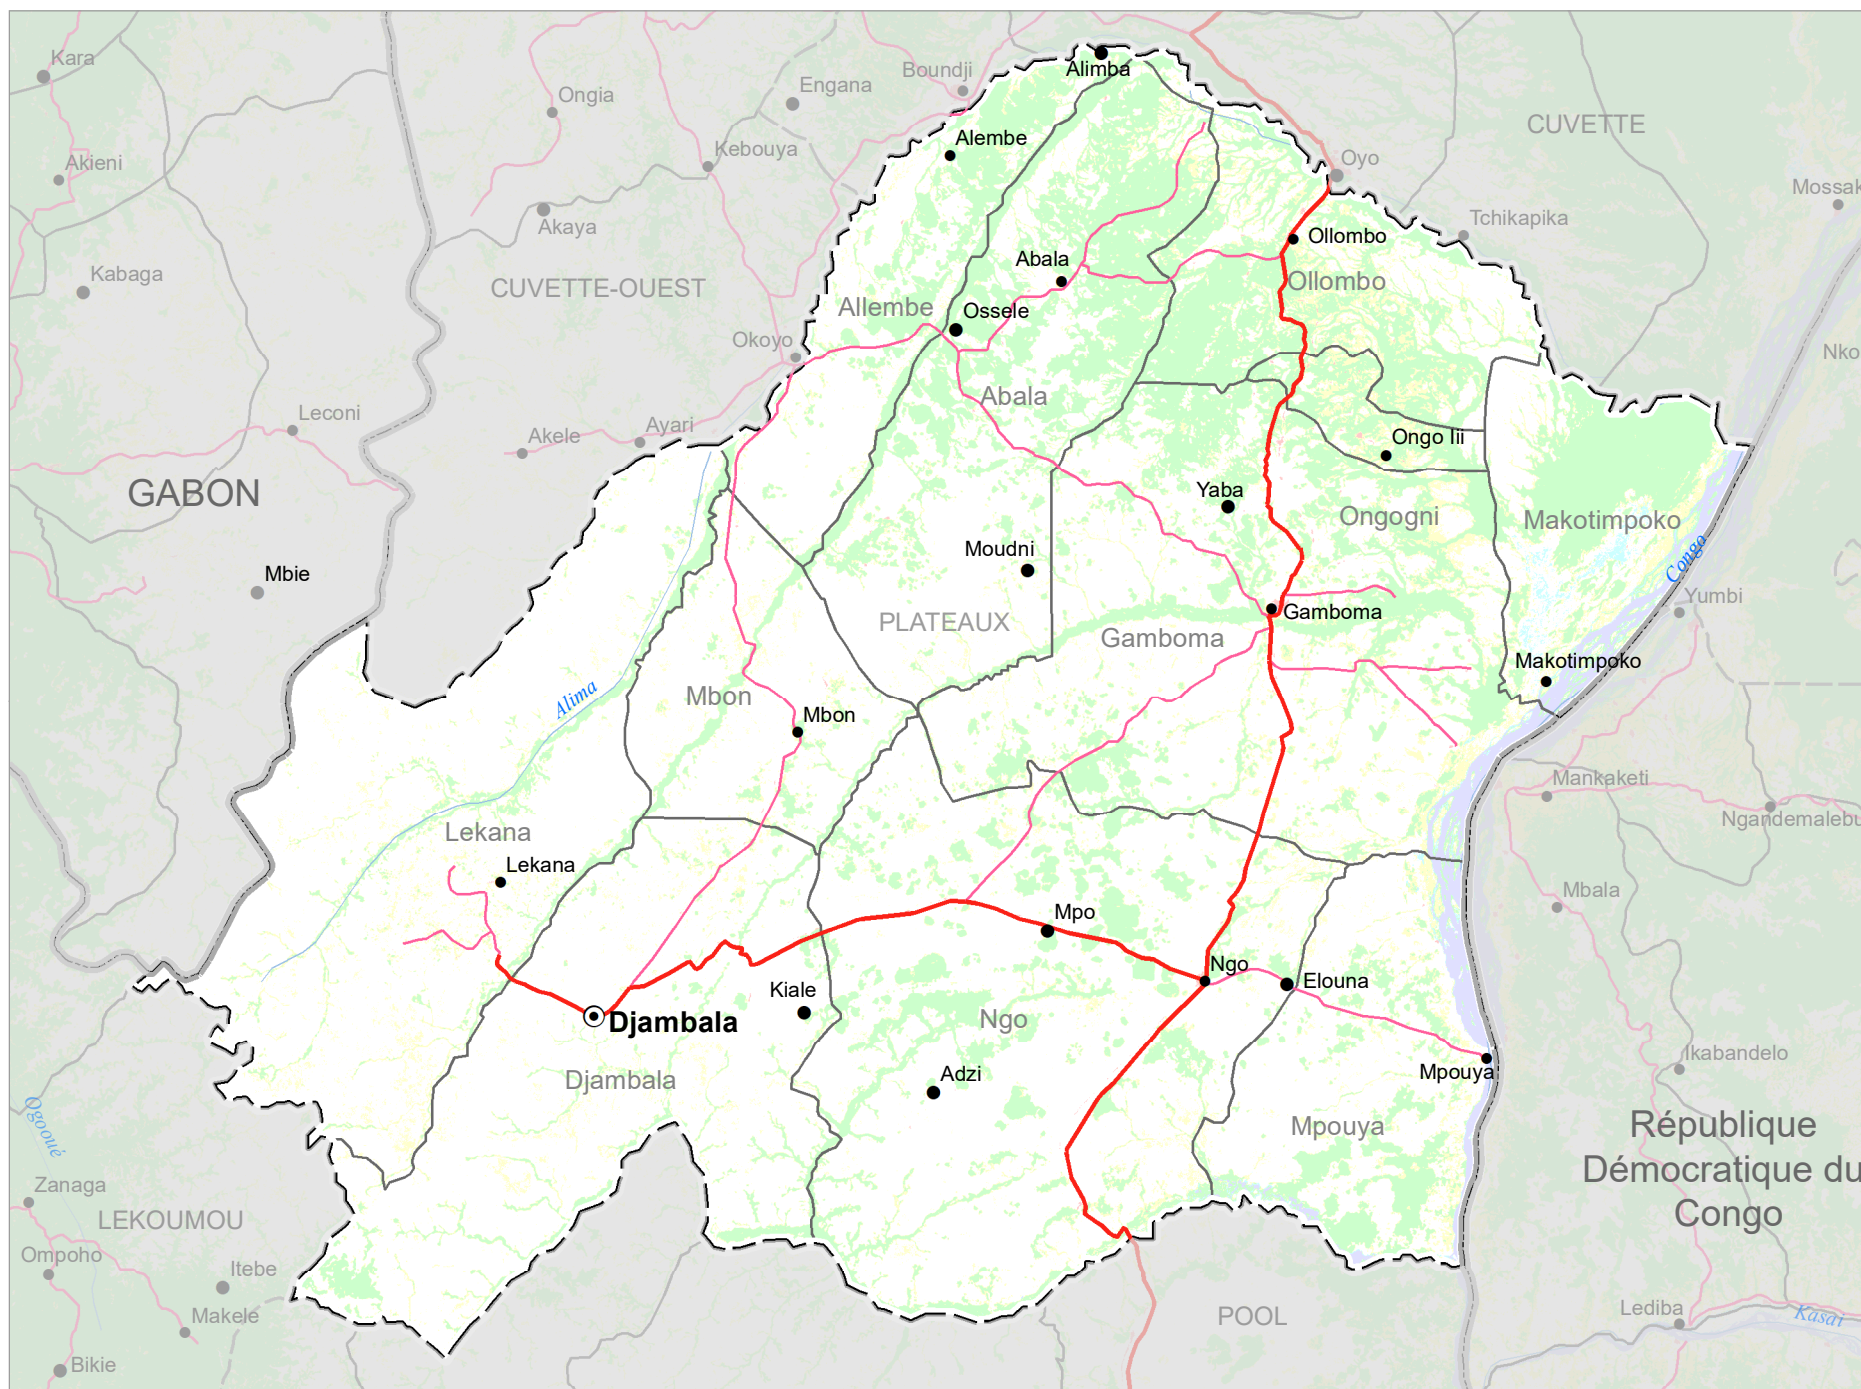 Kara
Alimba
Boundji
Engana
Ongia
CUVETTE
Alembe
Kebouya
Oyo
Akieni
Mossak
Akaya
Tchikapika
Ollombo
Abala
Kabaga
CUVETTE-OUEST
Ollombo
Allembe
Ossele
Okoyo
Nko
Abala
Leconi
Ayari
Akele
Ongo Iii
GABON
Yaba
Ongogni
Makotimpoko
Moudni
Congo
Mbie
Yumbi
PLATEAUX
Gamboma
Gamboma
Makotimpoko
Alima
Mbon
Mbon
Mankaketi
Ngandemalebu
Lekana
Lekana
Mbala
Mpo
Ngo
Elouna
Kiale
Djambala
Ngo
Ikabandelo
Mpouya
Adzi
Djambala
Ogooué
Mpouya
République
Démocratique du
Congo
Zanaga
LEKOUMOU
Ompoho
Itebe
Makele
POOL
Lediba
Kasai
Bikie